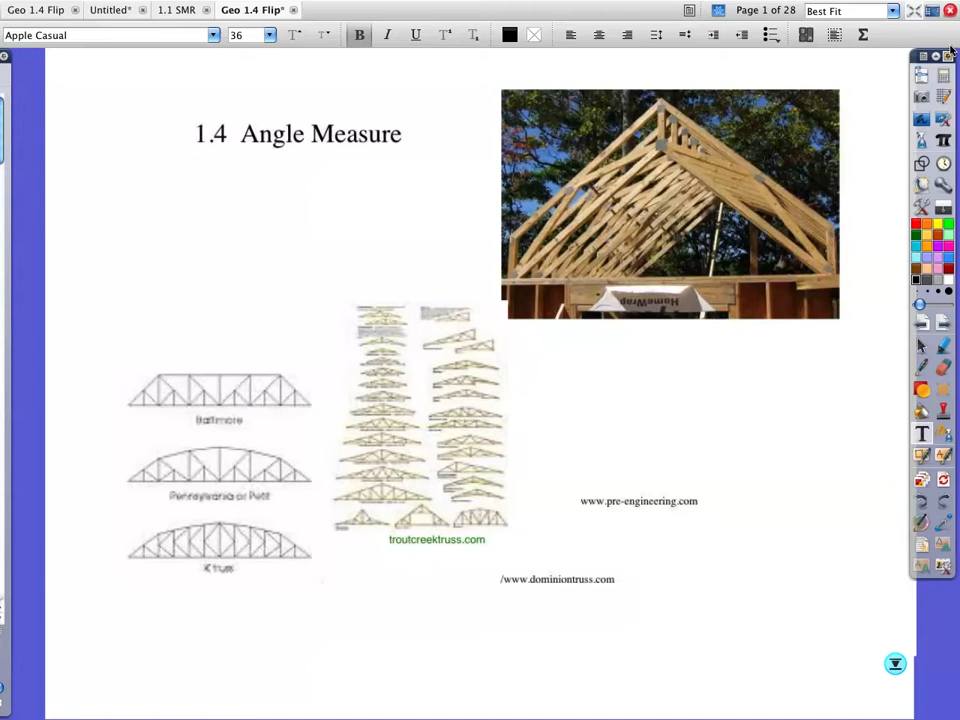 Geo 1.4 Flip
Untitled*
1.1 SMR
Geo 1.4 Flip*
Page 1 of 28
Best Fit
Apple Casual
36
B
I
U
1.4 Angle Measure
HomeWrap
Baltimore
Pennsylvania or Petit
K truss
troutcreektruss.com
www.pre-engineering.com
/www.dominiontruss.com